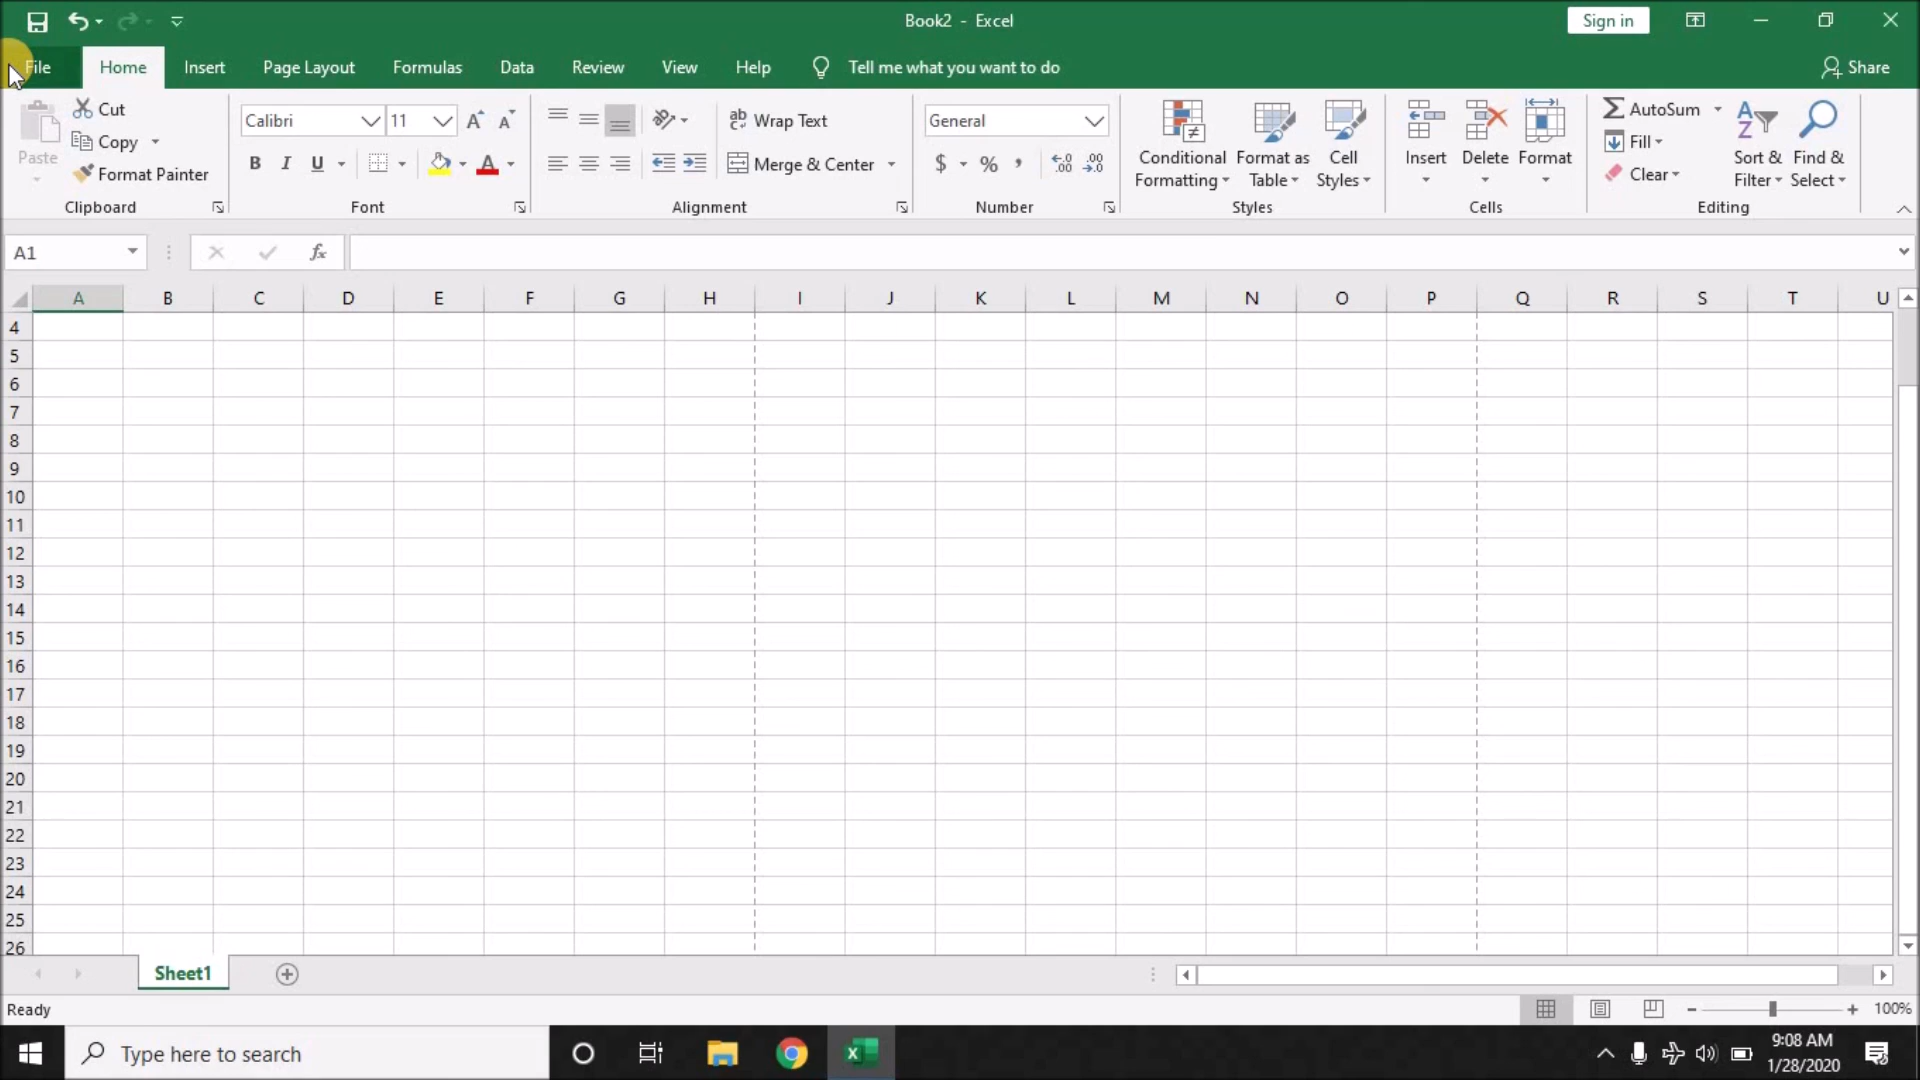 Book2 - Excel
Sign in
File Home Insert Page Layout Formulas Data Review View Help Tell me what you want to do Share
Paste
Cut
Copy
Format Painter
Clipboard
Calibri 11
B I U A
Font
ab Wrap Text
Merge & Center
Alignment
General
$ % ,
Number
Conditional Formatting
Format as Table
Cell Styles
Styles
Insert Delete Format
Cells
AutoSum
Fill
Clear
Sort & Filter
Find & Select
Editing
A1 fx
A B C D E F G H I J K L M N O P Q R S T U
4
5
6
7
8
9
10
11
12
13
14
15
16
17
18
19
20
21
22
23
24
25
26
Sheet1
Ready 100%
Type here to search
9:08 AM
1/28/2020